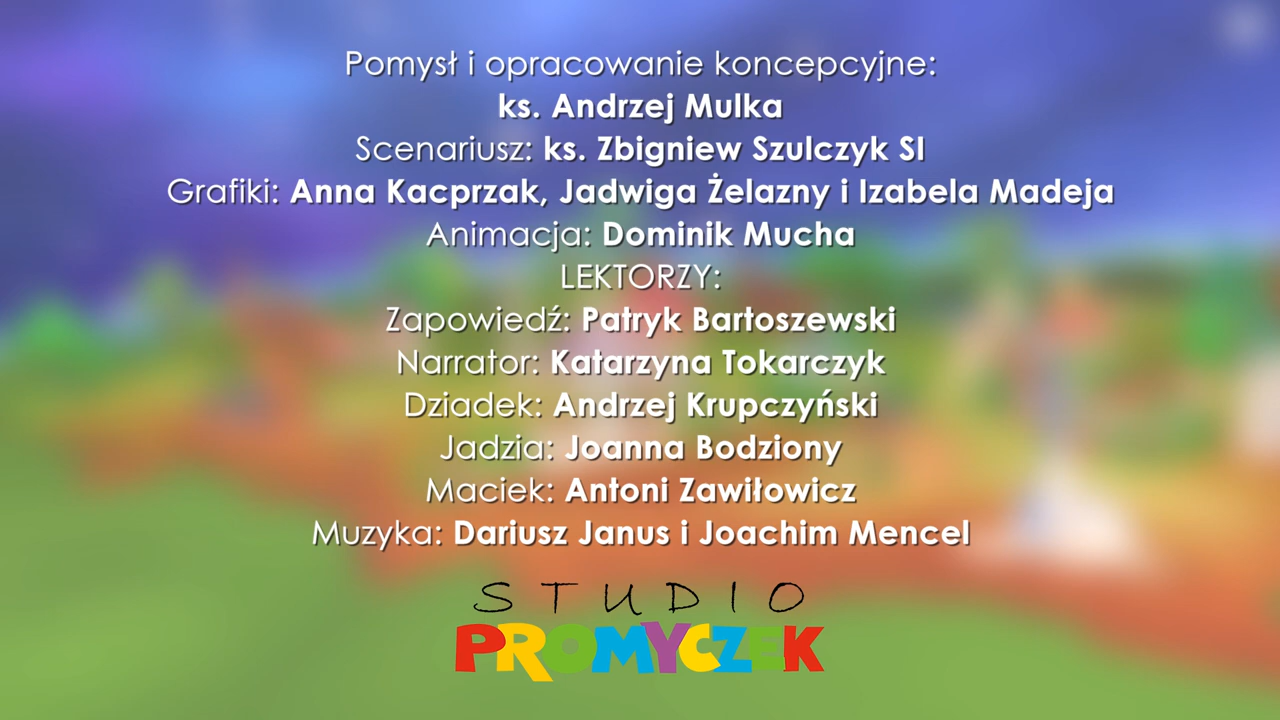 Pomysł i opracowanie koncepcyjne:
ks. Andrzej Mulka
Scenariusz: ks. Zbigniew Szulczyk SI
Grafiki: Anna Kacprzak, Jadwiga Żelazny i Izabela Madeja
Animacja: Dominik Mucha
LEKTORZY:
Zapowiedź: Patryk Bartoszewski
Narrator: Katarzyna Tokarczyk
Dziadek: Andrzej Krupczyński
Jadzia: Joanna Bodziony
Maciek: Antoni Zawiłowicz
Muzyka: Dariusz Janus i Joachim Mencel
STUDIO
PROMYCZEK